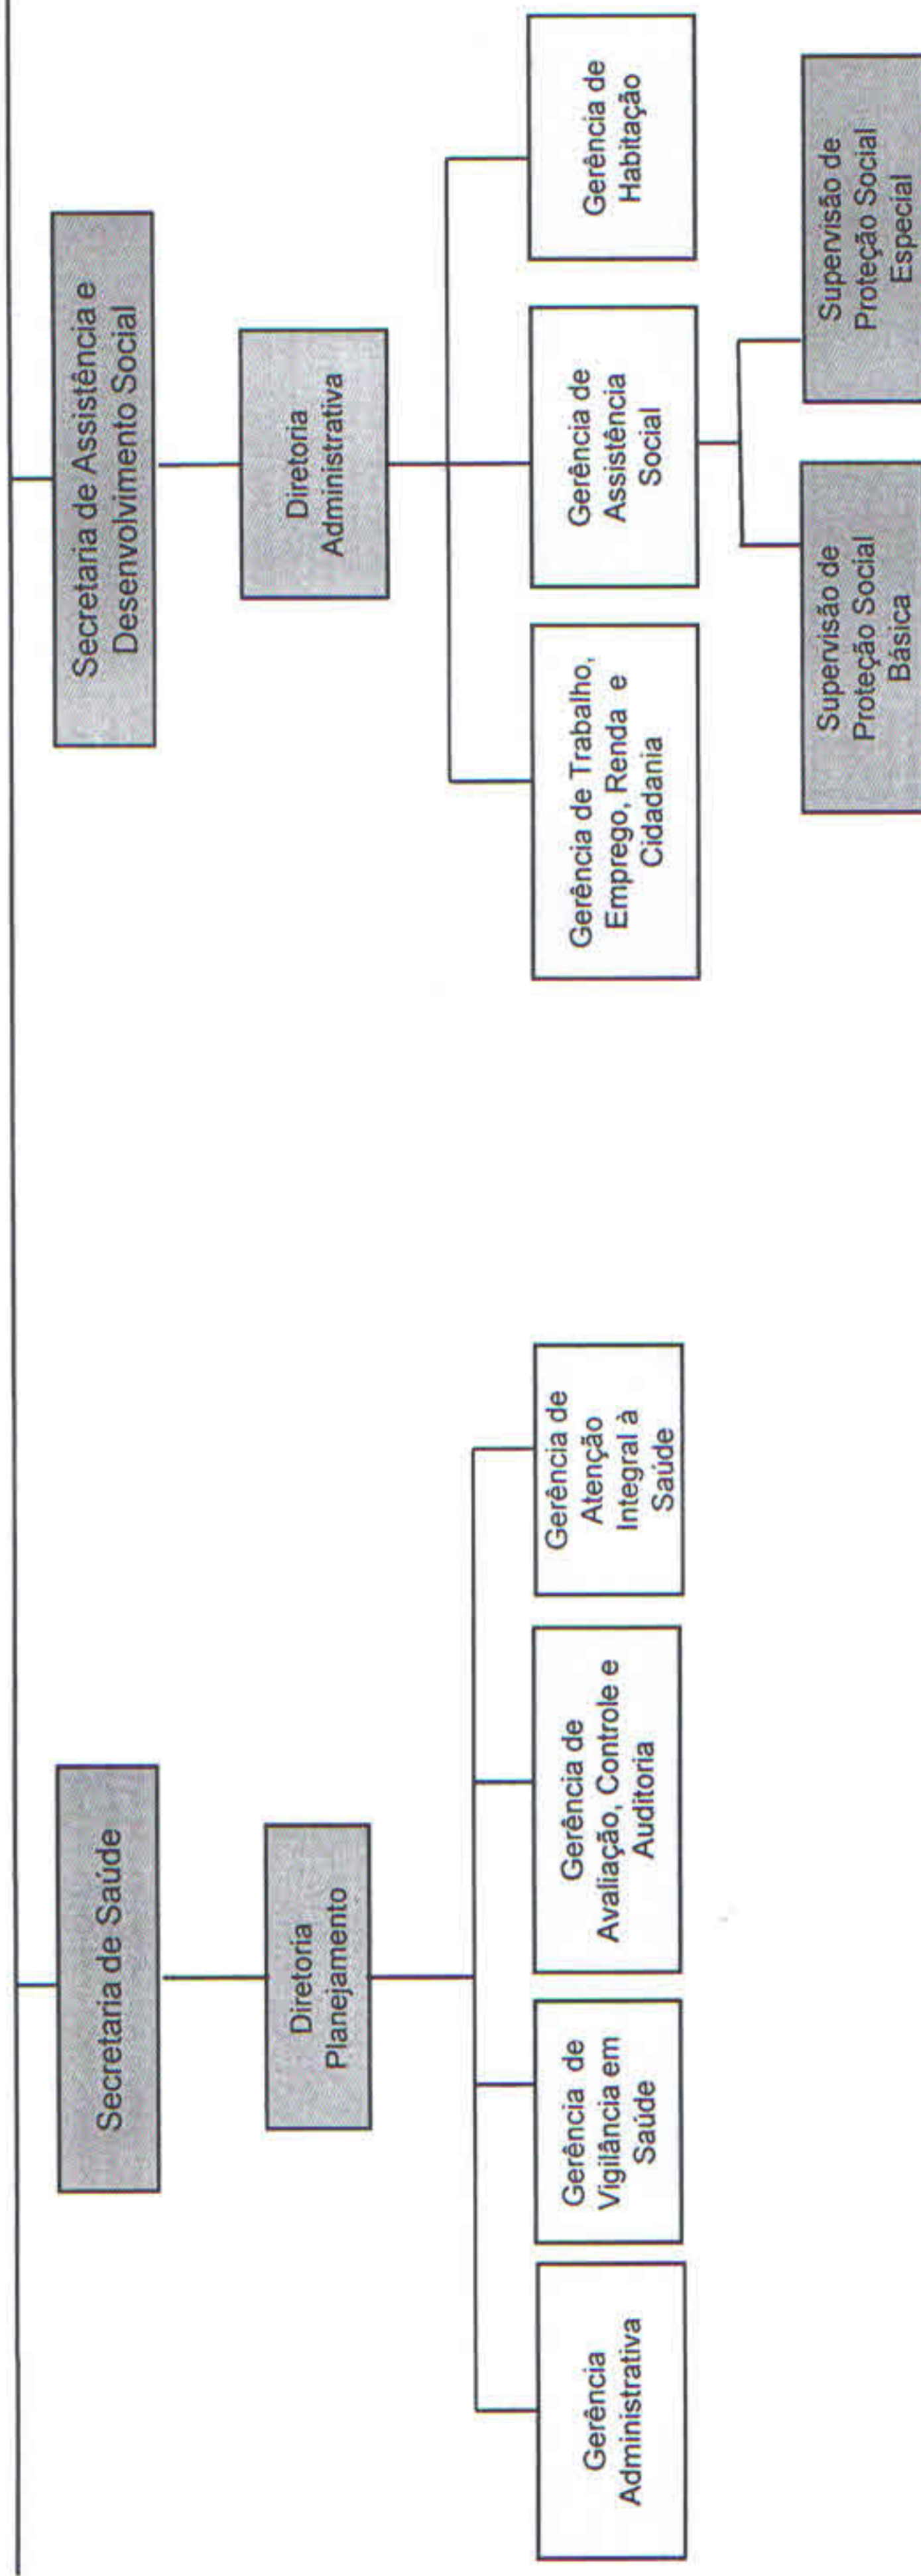 Secretaria de Saúde
Diretoria
Planejamento
Gerência
Administrativa
Gerência de
Vigilância em
Saúde
Gerência de
Avaliação, Controle e
Auditoria
Gerência de
Atenção
Integral à
Saúde
Secretaria de Assistência e
Desenvolvimento Social
Diretoria
Administrativa
Gerência de Trabalho,
Emprego, Renda e
Cidadania
Gerência de
Assistência
Social
Gerência de
Habitação
Supervisão de
Proteção Social
Básica
Supervisão de
Proteção Social
Especial